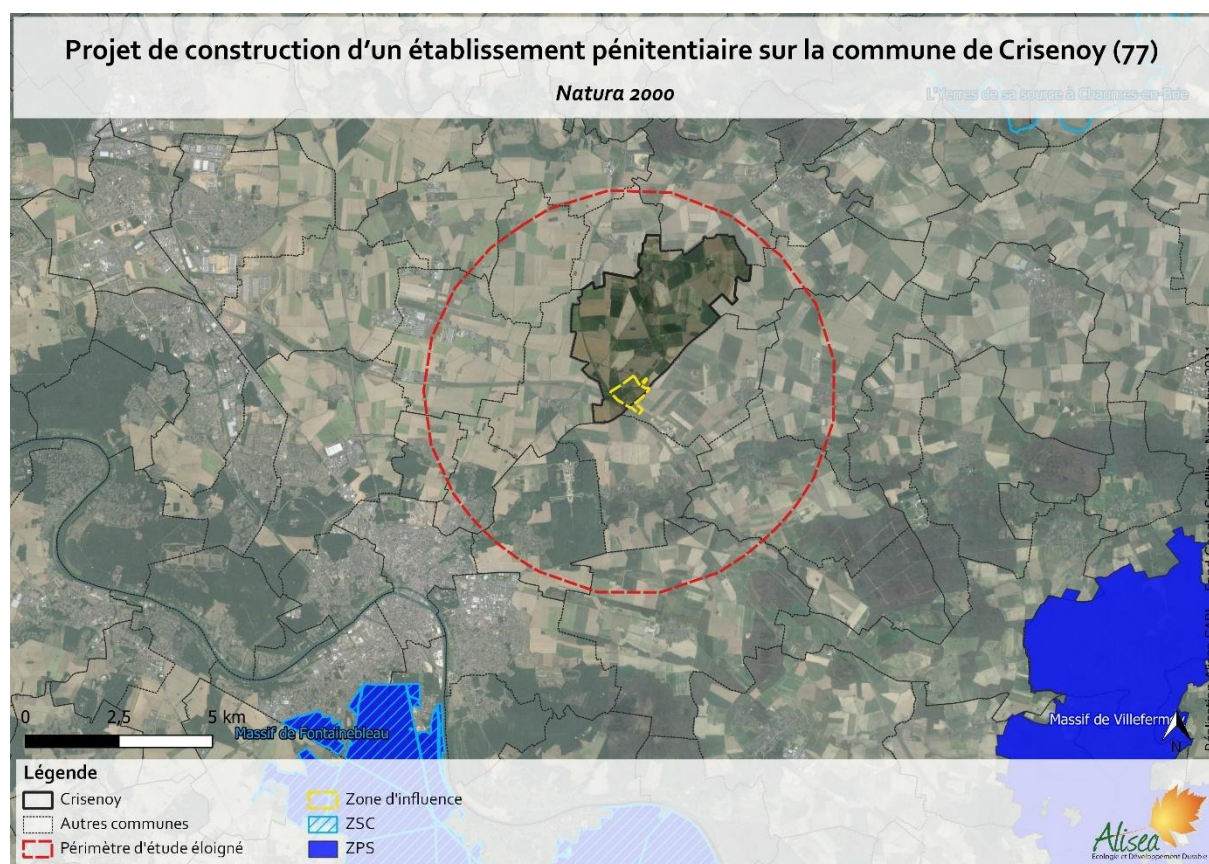 Projet de construction d'un établissement pénitentiaire sur la commune de Crisenoy (77)
Natura 2000
L'Yerres de sa source à Chaumes-en-Brie
0 2,5 5 km
Massif de Fontainebleau
Massif de Villeferm
N
Légende
Crisenoy
Autres communes
Périmètre d'étude éloigné
Zone d'influence
ZSC
ZPS
Alisea
Ecologie et Développement Durable